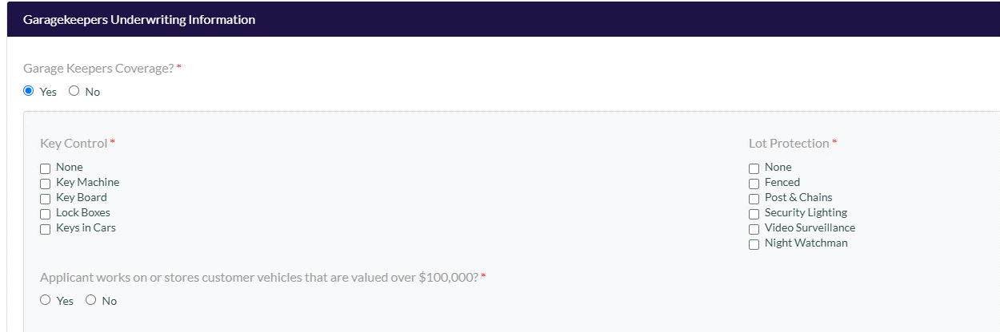 Garagekeepers Underwriting Information
Garage Keepers Coverage? *
Yes No
Key Control *
None
Key Machine
Key Board
Lock Boxes
Keys in Cars
Lot Protection *
None
Fenced
Post & Chains
Security Lighting
Video Surveillance
Night Watchman
Applicant works on or stores customer vehicles that are valued over $100,000? *
Yes No